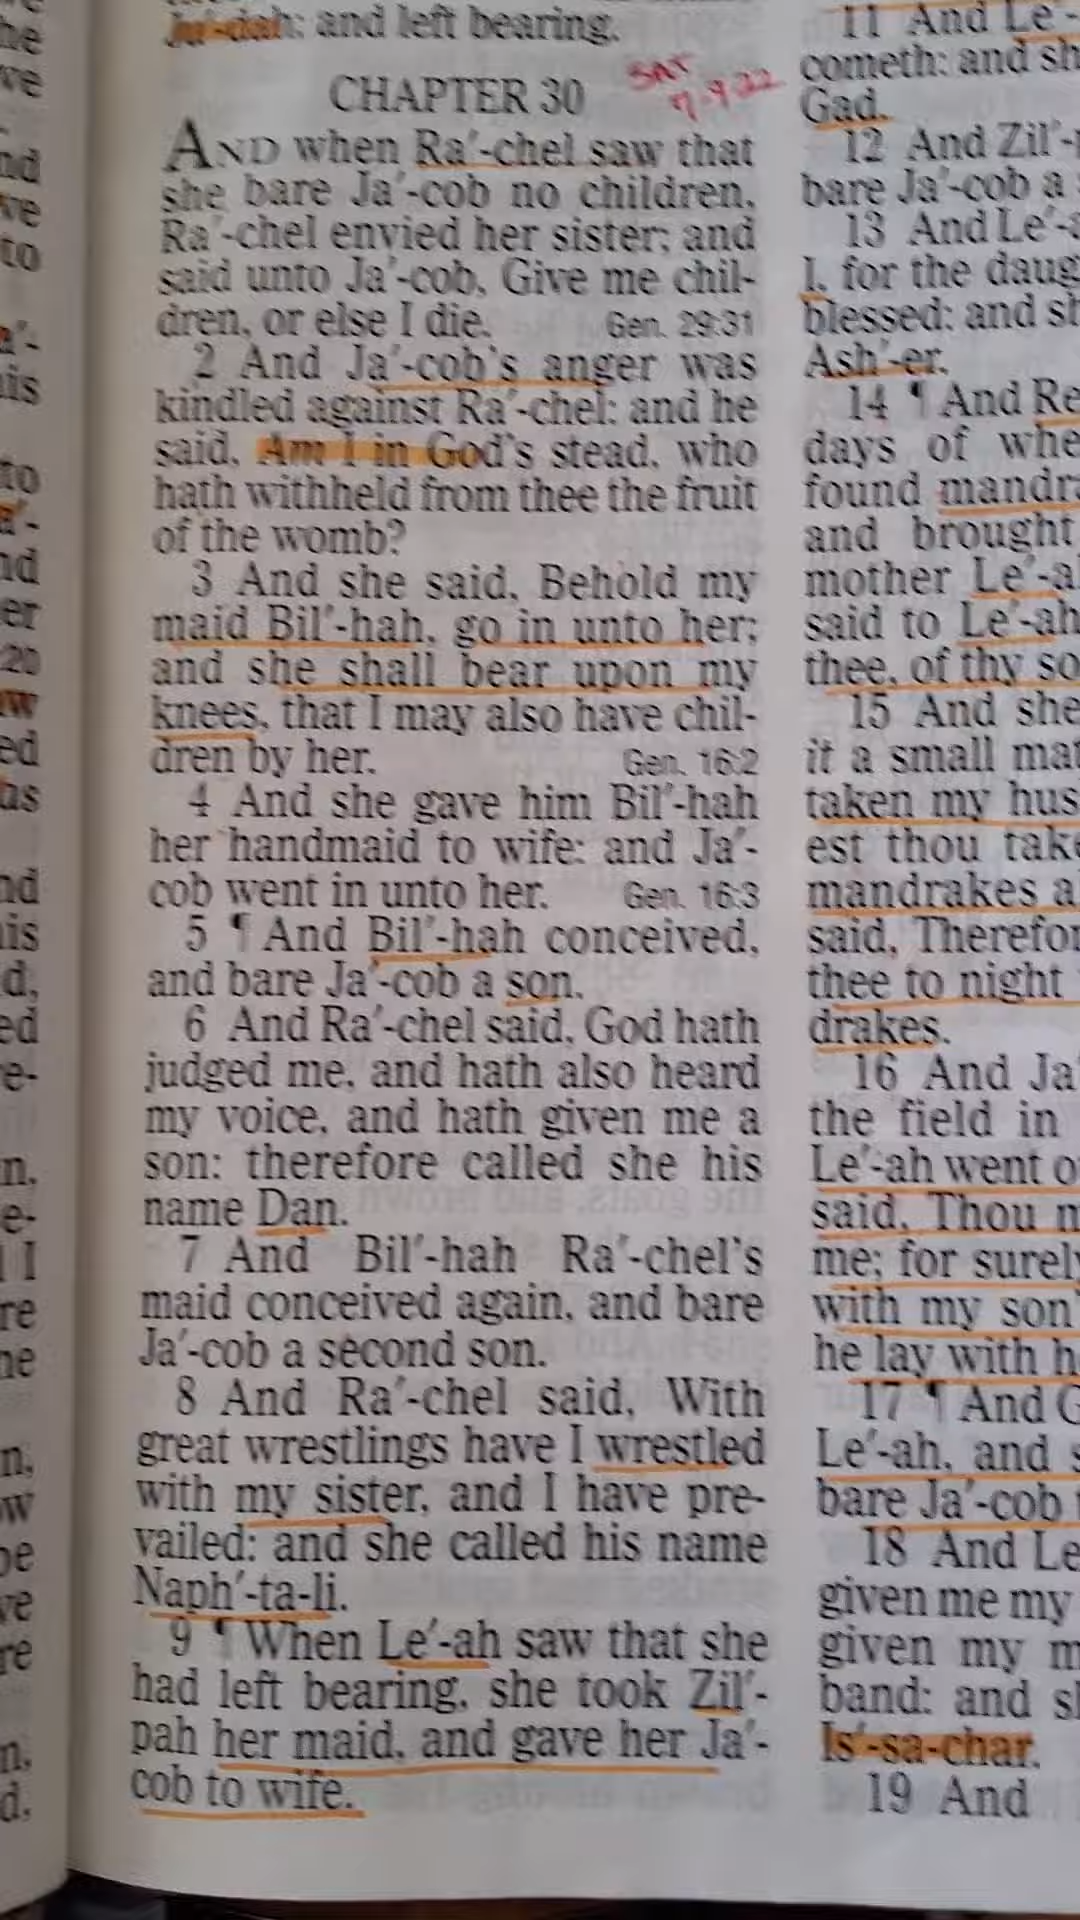 Ju-dah: and left bearing.
CHAPTER 30
SAT
7-9-22
AND when Ra′-chel saw that
she bare Ja′-cob no children,
Ra′-chel envied her sister; and
said unto Ja′-cob, Give me chil-
dren, or else I die. Gen. 29:31
2 And Ja′-cob's anger was
kindled against Ra′-chel: and he
said, Am I in God's stead, who
hath withheld from thee the fruit
of the womb?
3 And she said, Behold my
maid Bil′-hah, go in unto her;
and she shall bear upon my
knees, that I may also have chil-
dren by her. Gen. 16:2
4 And she gave him Bil′-hah
her handmaid to wife: and Ja′-
cob went in unto her. Gen. 16:3
5 ¶ And Bil′-hah conceived,
and bare Ja′-cob a son.
6 And Ra′-chel said, God hath
judged me, and hath also heard
my voice, and hath given me a
son: therefore called she his
name Dan.
7 And Bil′-hah Ra′-chel's
maid conceived again, and bare
Ja′-cob a second son.
8 And Ra′-chel said, With
great wrestlings have I wrestled
with my sister, and I have pre-
vailed: and she called his name
Naph′-ta-li.
9 ¶ When Le′-ah saw that she
had left bearing, she took Zil′-
pah her maid, and gave her Ja′-
cob to wife.
11 And Le′-
cometh: and
Gad.
12 And Zil′-
bare Ja′-cob a
13 And Le′-
I, for the
blessed: and
Ash′-er.
14 ¶ And
days of
found
and brought
mother Le′-
said to Le′-ah
thee, of thy
15 And she
it a small
taken my
est thou
mandrakes
said,
thee to night
drakes.
16 And
the field in
Le′-ah went
said, Thou
me; for surely
with my son
he lay with
17 ¶ And
Le′-ah, and
bare Ja′-cob
18 And
given me my
given my
band: and
Is′-sa-char.
19 And